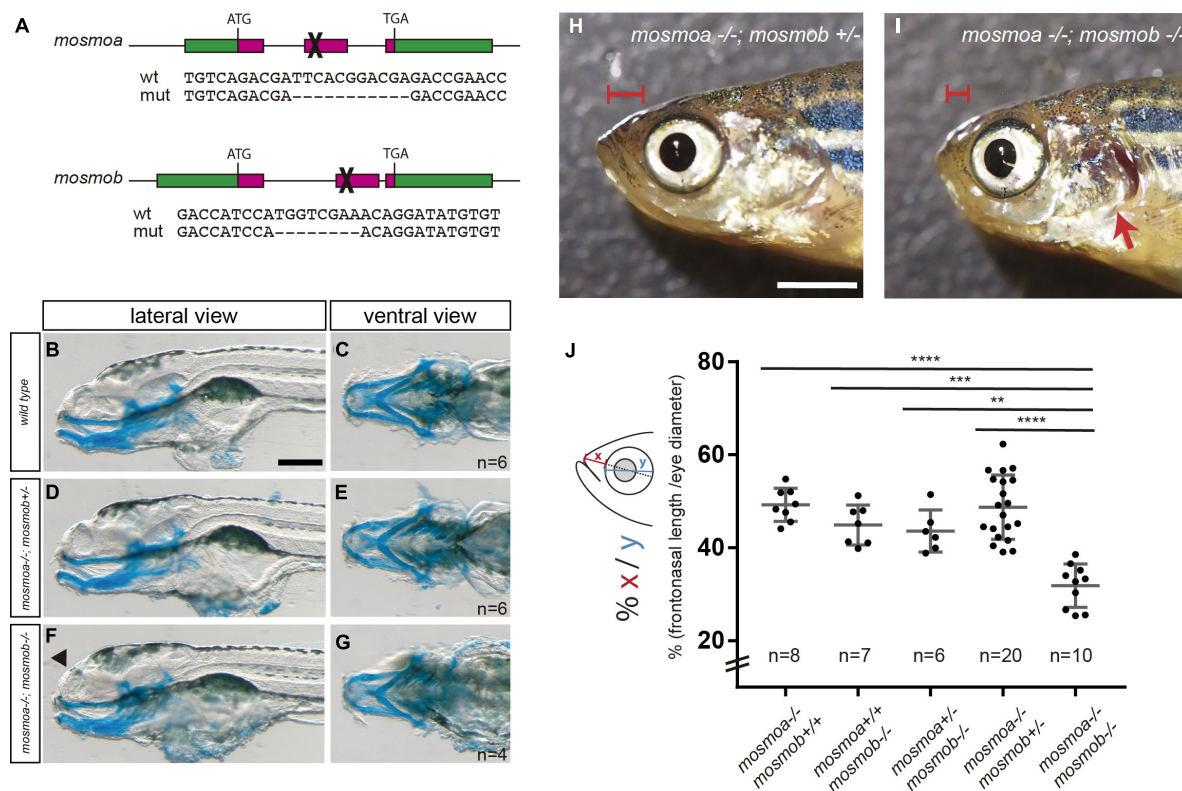 A
mosmoa
ATG
TGA
X
wt TGTCAGACGATTCACGGACGAGACCGAACC
mut TGTCAGACGA-----------GACCGAACC
mosmob
ATG
TGA
X
wt GACCATCCATGGTCGAAACAGGATATGTGT
mut GACCATCCA--------ACAGGATATGTGT
lateral view
ventral view
wild type
B
C
n=6
mosmoa-/-; mosmob+/-
D
E
n=6
mosmoa-/-; mosmob-/-
F
G
n=4
H
mosmoa -/-; mosmob +/-
I
mosmoa -/-; mosmob -/-
J
x
y
% x / y
% (frontonasal length /eye diameter)
80
60
40
20
****
***
**
****
n=8
n=7
n=6
n=20
n=10
mosmoa-/-
mosmob+/+
mosmoa+/+
mosmob-/-
mosmoa+/-
mosmob-/-
mosmoa-/-
mosmob+/-
mosmoa-/-
mosmob-/-